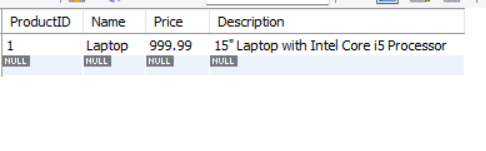 ProductID Name Price Description
1 Laptop 999.99 15" Laptop with Intel Core i5 Processor
NULL NULL NULL NULL